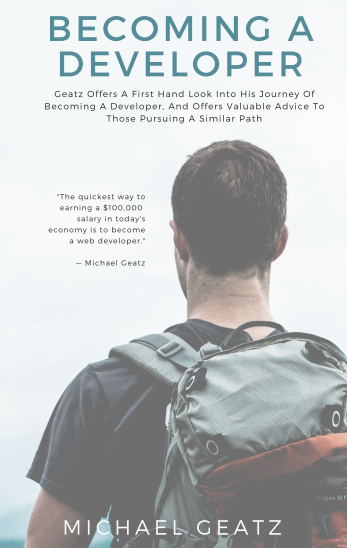 BECOMING A
DEVELOPER
Geatz Offers A First Hand Look Into His Journey Of
Becoming A Developer, And Offers Valuable Advice To
Those Pursuing A Similar Path
"The quickest way to
earning a $100,000
salary in today's
economy is to become
a web developer."
— Michael Geatz
HIGH SI
MICHAEL GEATZ